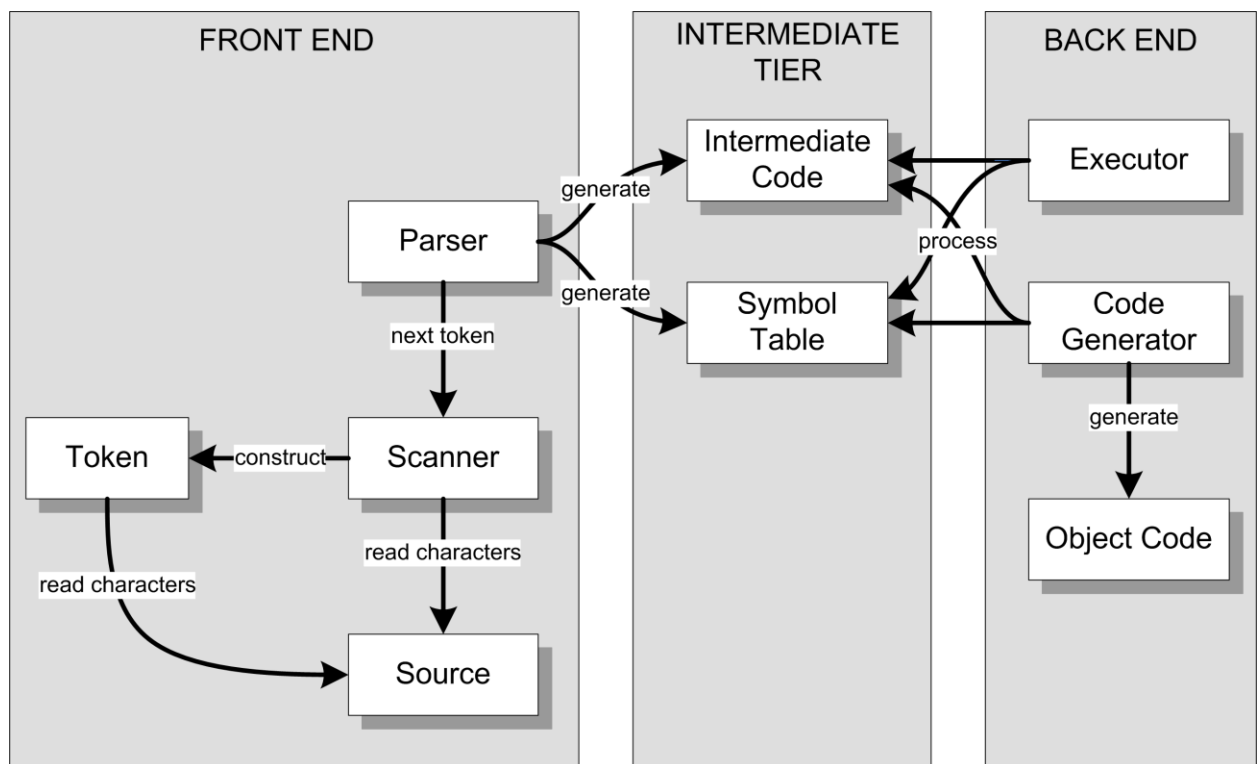 FRONT END
INTERMEDIATE
TIER
BACK END
Intermediate
Code
Executor
generate
Parser
process
generate
Symbol
Table
Code
Generator
next token
generate
Token
construct
Scanner
Object Code
read characters
read characters
Source